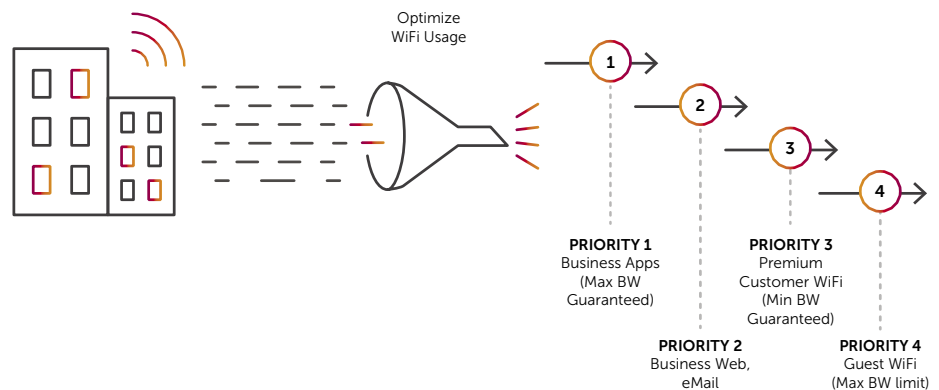 Optimize
WiFi Usage
1
2
3
4
PRIORITY 1
Business Apps
(Max BW
Guaranteed)
PRIORITY 2
Business Web,
eMail
PRIORITY 3
Premium
Customer WiFi
(Min BW
Guaranteed)
PRIORITY 4
Guest WiFi
(Max BW limit)